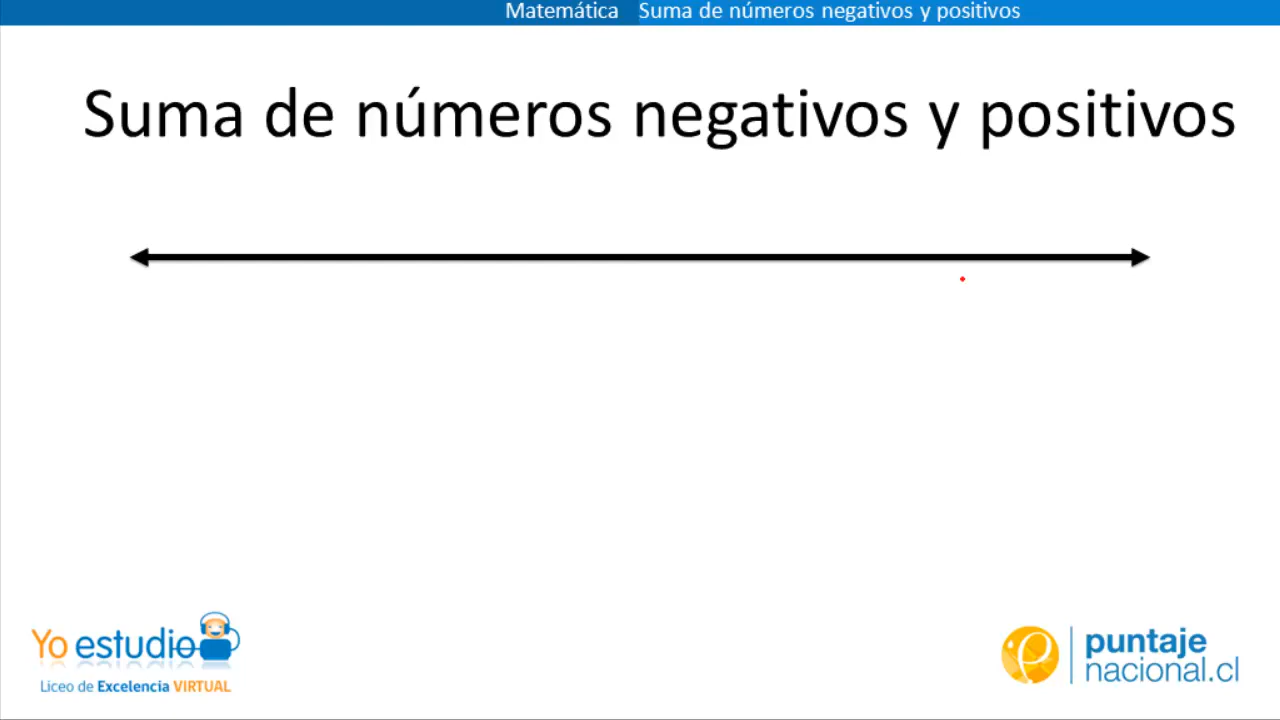 Matemática Suma de números negativos y positivos
Suma de números negativos y positivos
Yo estudio
Liceo de Excelencia VIRTUAL
puntaje
nacional.cl